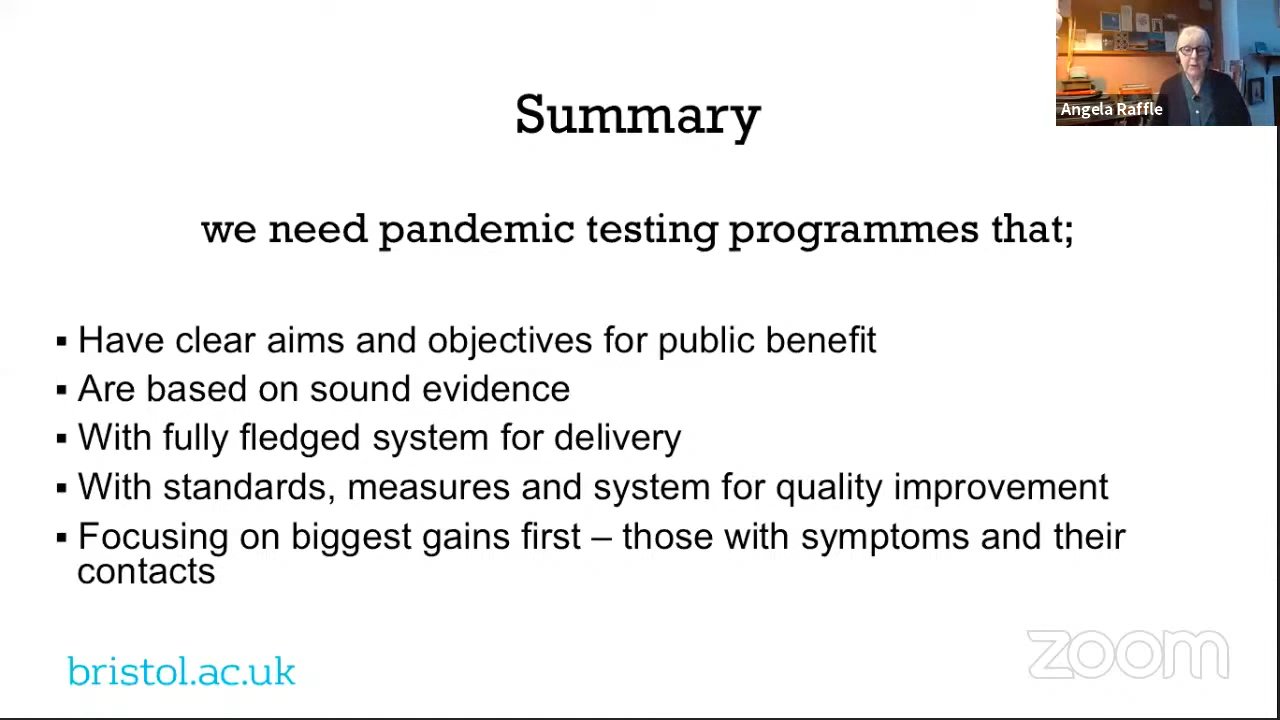 Angela Raffle
Summary
we need pandemic testing programmes that;
▪ Have clear aims and objectives for public benefit
▪ Are based on sound evidence
▪ With fully fledged system for delivery
▪ With standards, measures and system for quality improvement
▪ Focusing on biggest gains first – those with symptoms and their
contacts
bristol.ac.uk
zoom